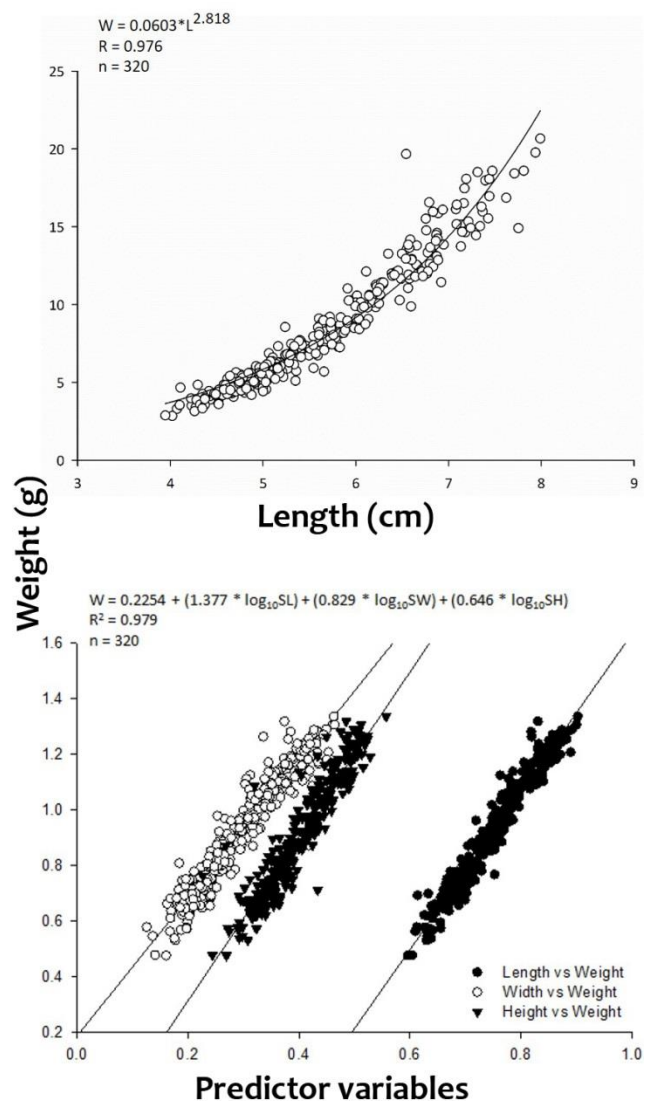 W = 0.0603*L^2.818
R = 0.976
n = 320
25
20
15
10
5
0
3 4 5 6 7 8 9
Length (cm)
Weight (g)
W = 0.2254 + (1.377 * log₁₀SL) + (0.829 * log₁₀SW) + (0.646 * log₁₀SH)
R² = 0.979
n = 320
1.6
1.4
1.2
1.0
0.8
0.6
0.4
0.2
Length vs Weight
Width vs Weight
Height vs Weight
0.0 0.2 0.4 0.6 0.8 1.0
Predictor variables